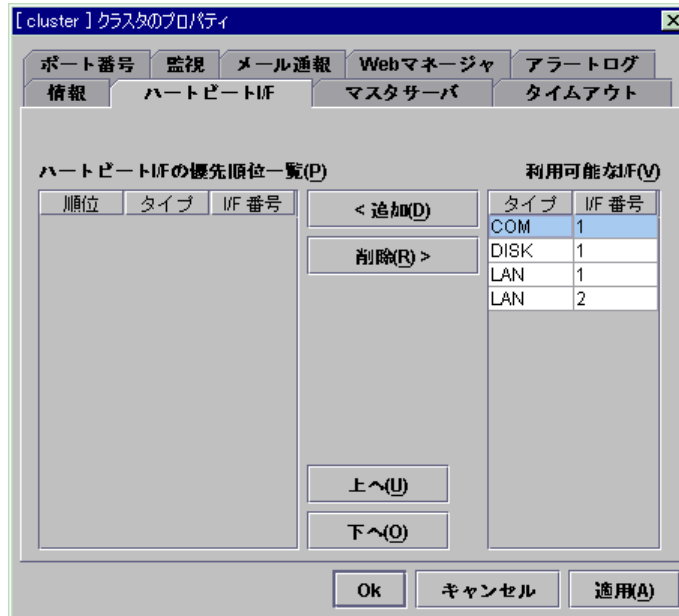 [ cluster ] クラスタのプロパティ
ポート番号 監視 メール通報 Webマネージャ アラートログ
情報 ハートビートI/F マスタサーバ タイムアウト
ハートビートI/Fの優先順位一覧(P) 利用可能なI/F(V)
順位 タイプ I/F 番号 < 追加(D) タイプ I/F 番号
COM 1
削除(R) > DISK 1
LAN 1
LAN 2
上へ(U)
下へ(O)
Ok キャンセル 適用(A)